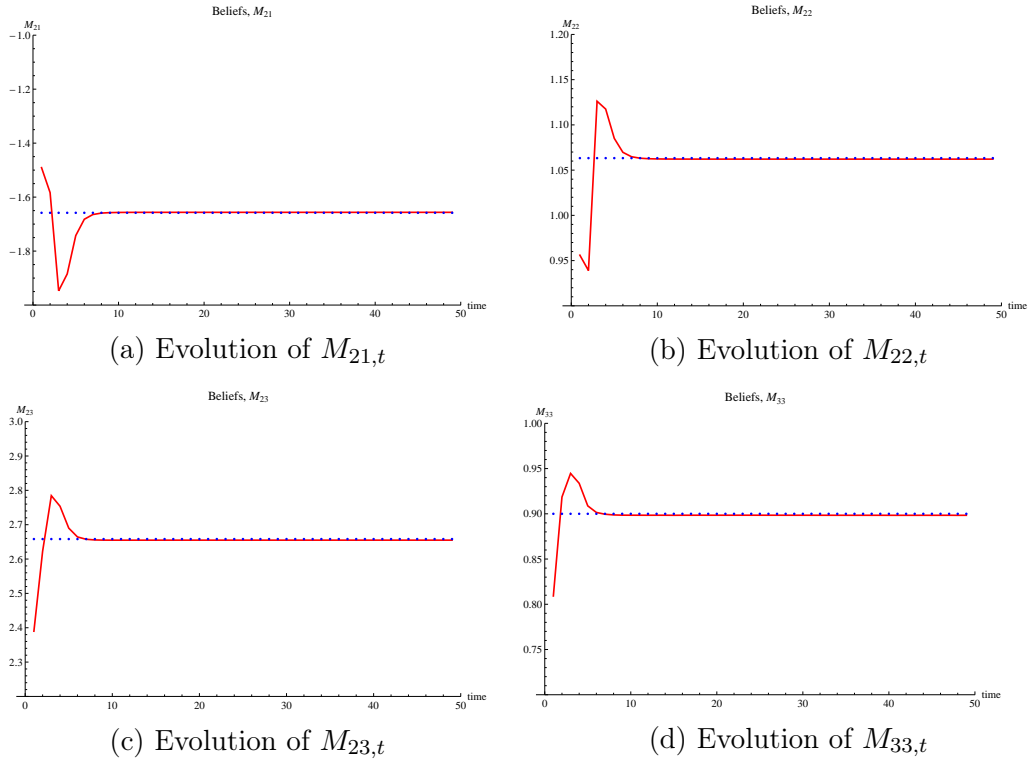 Beliefs, M21
M21
−1.0
−1.2
−1.4
−1.6
−1.8
0 10 20 30 40 50 time
(a) Evolution of M21,t
Beliefs, M22
M22
1.20
1.15
1.10
1.05
1.00
0.95
0 10 20 30 40 50 time
(b) Evolution of M22,t
Beliefs, M23
M23
3.0
2.9
2.8
2.7
2.6
2.5
2.4
2.3
0 10 20 30 40 50 time
(c) Evolution of M23,t
Beliefs, M33
M33
1.00
0.95
0.90
0.85
0.80
0.75
0 10 20 30 40 50 time
(d) Evolution of M33,t